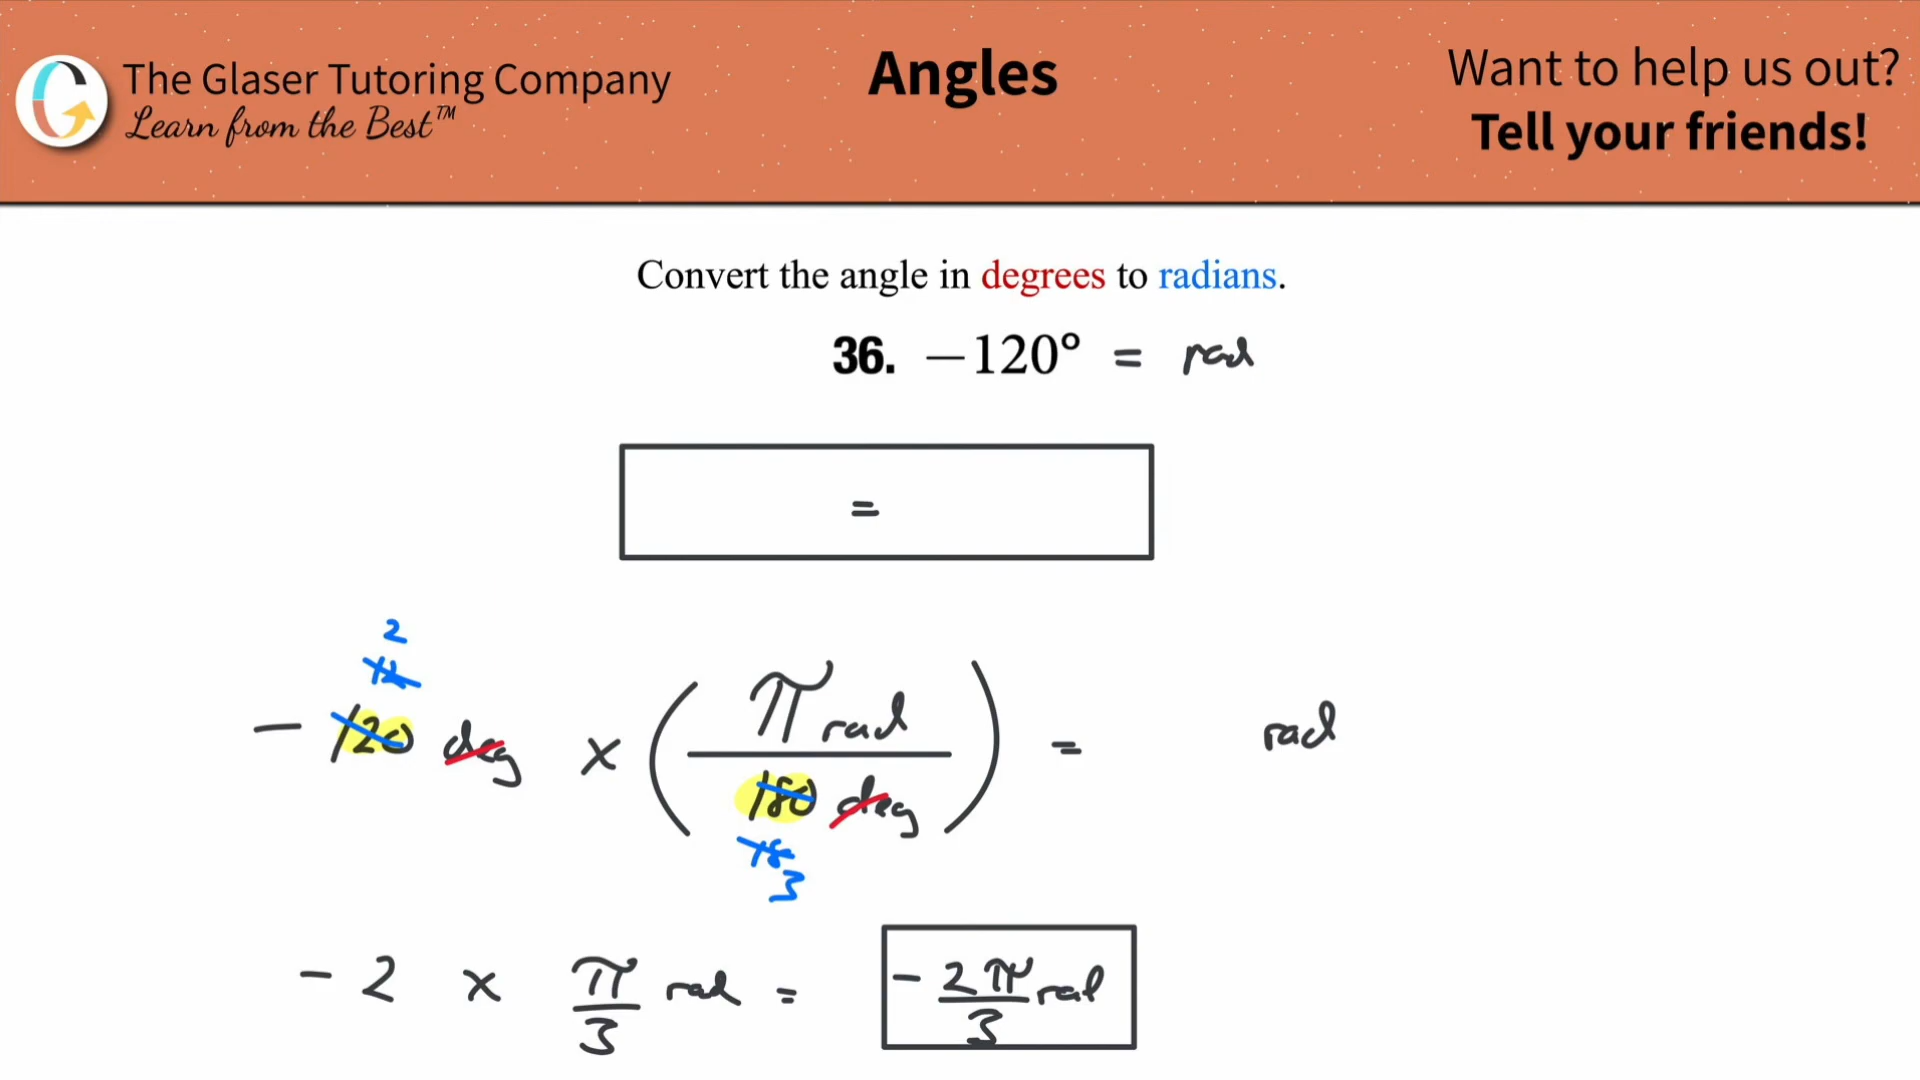 The Glaser Tutoring Company
Learn from the Best™
Angles
Want to help us out?
Tell your friends!
Convert the angle in degrees to radians.
36. −120° = rad
=
2
12
− 120 deg × ( π rad / 180 deg ) = rad
18
3
− 2 × π/3 rad = − 2π/3 rad